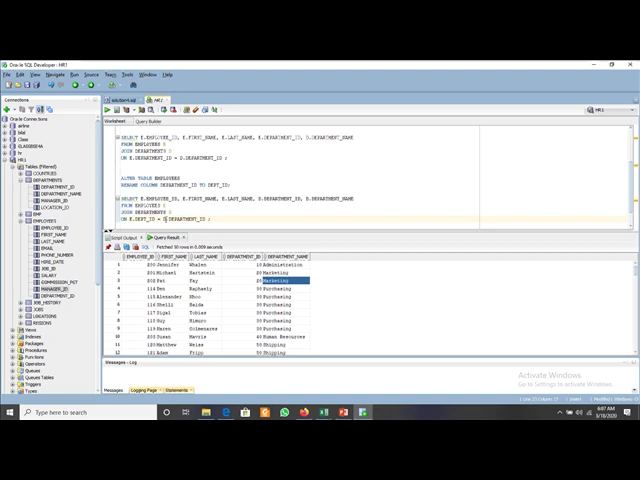 Oracle SQL Developer : HR1
File Edit View Navigate Run Source Team Tools Window Help
Connections
solution4.sql
HR1
Worksheet Query Builder
HR1
Oracle Connections
airline
bilal
Class
hr
HR1
Tables (Filtered)
COUNTRIES
DEPARTMENTS
DEPARTMENT_ID
DEPARTMENT_NAME
MANAGER_ID
LOCATION_ID
EMP
EMPLOYEES
EMPLOYEE_ID
FIRST_NAME
LAST_NAME
EMAIL
PHONE_NUMBER
HIRE_DATE
JOB_ID
SALARY
COMMISSION_PCT
MANAGER_ID
DEPARTMENT_ID
JOB_HISTORY
JOBS
LOCATIONS
REGIONS
Views
Indexes
Packages
Procedures
Functions
Operators
Queues
Queues Tables
Triggers
Types
SELECT E.EMPLOYEE_ID, E.FIRST_NAME, E.LAST_NAME, E.DEPARTMENT_ID, D.DEPARTMENT_NAME
FROM EMPLOYEES E
JOIN DEPARTMENTS D
ON E.DEPARTMENT_ID = D.DEPARTMENT_ID ;
ALTER TABLE EMPLOYEES
RENAME COLUMN DEPARTMENT_ID TO DEPT_ID;
SELECT E.EMPLOYEE_ID, E.FIRST_NAME, E.LAST_NAME, E.DEPARTMENT_ID, D.DEPARTMENT_NAME
FROM EMPLOYEES E
JOIN DEPARTMENTS D
ON E.DEPT_ID = D.DEPARTMENT_ID ;
Script Output Query Result
SQL Fetched 50 rows in 0.009 seconds
EMPLOYEE_ID FIRST_NAME LAST_NAME DEPARTMENT_ID DEPARTMENT_NAME
1 200 Jennifer Whalen 10 Administration
2 201 Michael Hartstein 20 Marketing
3 202 Pat Fay 20 Marketing
4 114 Den Raphaely 30 Purchasing
5 115 Alexander Khoo 30 Purchasing
6 116 Shelli Baida 30 Purchasing
7 117 Sigal Tobias 30 Purchasing
8 118 Guy Himuro 30 Purchasing
9 119 Karen Colmenares 30 Purchasing
10 203 Susan Mavris 40 Human Resources
11 120 Matthew Weiss 50 Shipping
12 121 Adam Fripp 50 Shipping
Messages - Log
Messages Logging Page Statements
Activate Windows
Go to Settings to activate Windows.
Type here to search
6:07 AM
5/18/2020